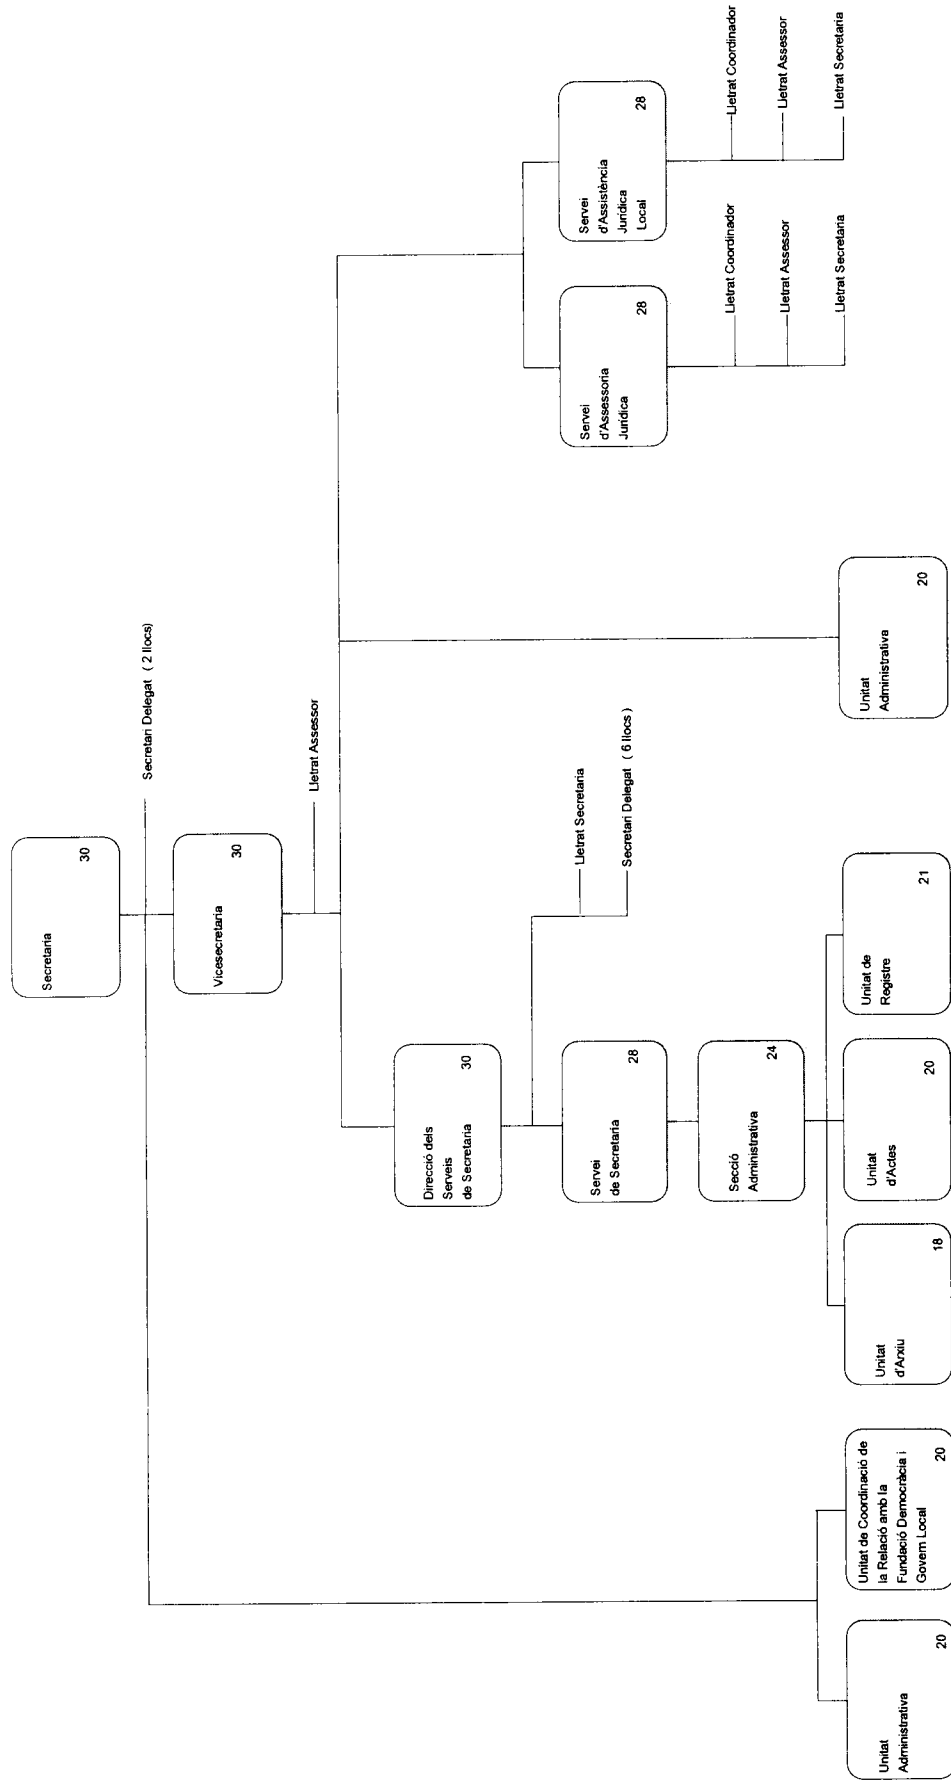 Secretaria
30
Secretari Delegat ( 2 llocs)
Vicesecretaria
30
Lletrat Assessor
Direcció dels
Serveis
de Secretaria
30
Lletrat Secretaria
Secretari Delegat ( 6 llocs )
Servei
de Secretaria
28
Servei
d'Assessoria
Jurídica
28
Servei
d'Assistència
Jurídica
Local
28
Secció
Administrativa
24
Lletrat Coordinador
Lletrat Assessor
Lletrat Secretaria
Lletrat Coordinador
Lletrat Assessor
Lletrat Secretaria
Unitat
Administrativa
20
Unitat de Coordinació de
la Relació amb la
Fundació Democràcia i
Govern Local
20
Unitat
d'Arxiu
18
Unitat
d'Actes
20
Unitat de
Registre
21
Unitat
Administrativa
20